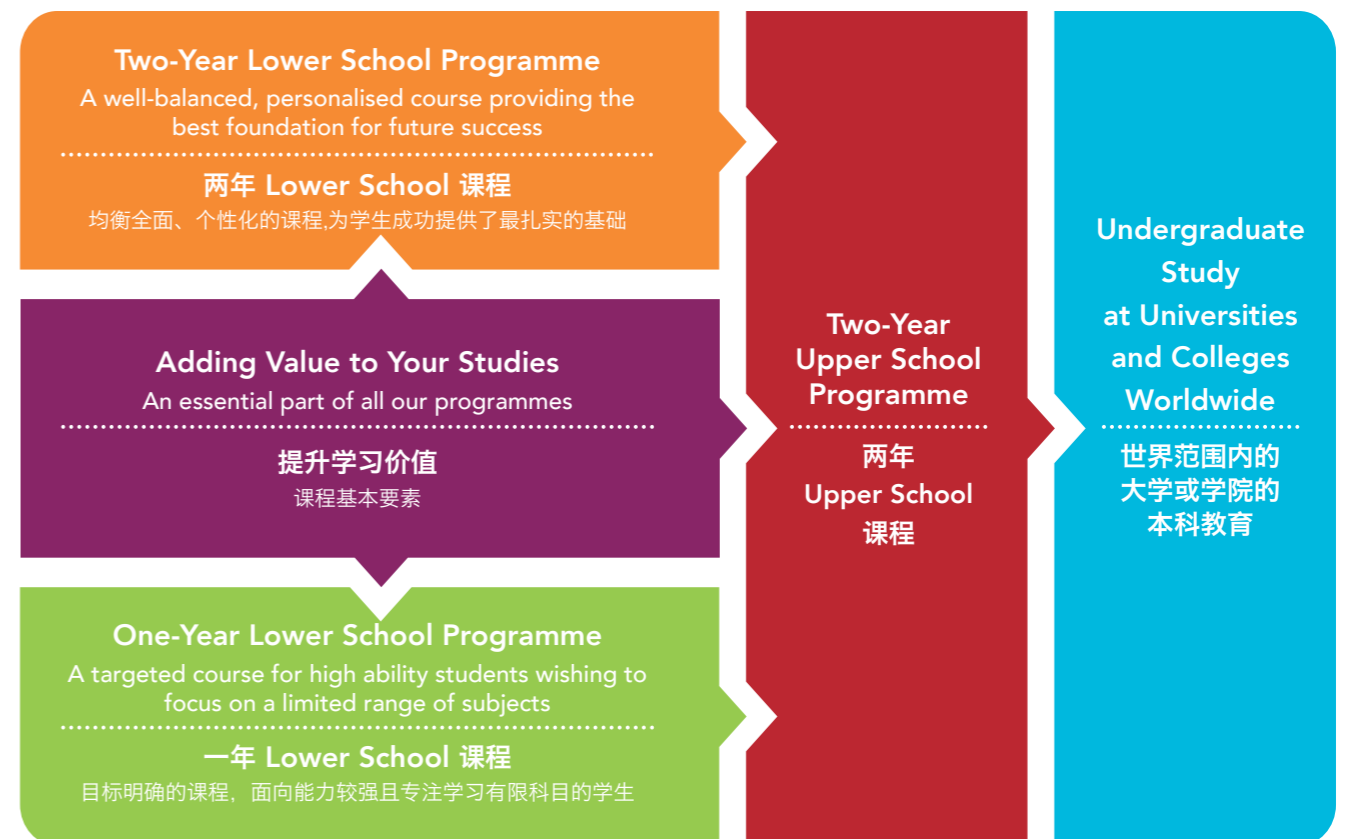 Two-Year Lower School Programme
A well-balanced, personalised course providing the
best foundation for future success
两年 Lower School 课程
均衡全面、个性化的课程,为学生成功提供了最扎实的基础
Adding Value to Your Studies
An essential part of all our programmes
提升学习价值
课程基本要素
One-Year Lower School Programme
A targeted course for high ability students wishing to
focus on a limited range of subjects
一年 Lower School 课程
目标明确的课程，面向能力较强且专注学习有限科目的学生
Two-Year
Upper School
Programme
两年
Upper School
课程
Undergraduate
Study
at Universities
and Colleges
Worldwide
世界范围内的
大学或学院的
本科教育